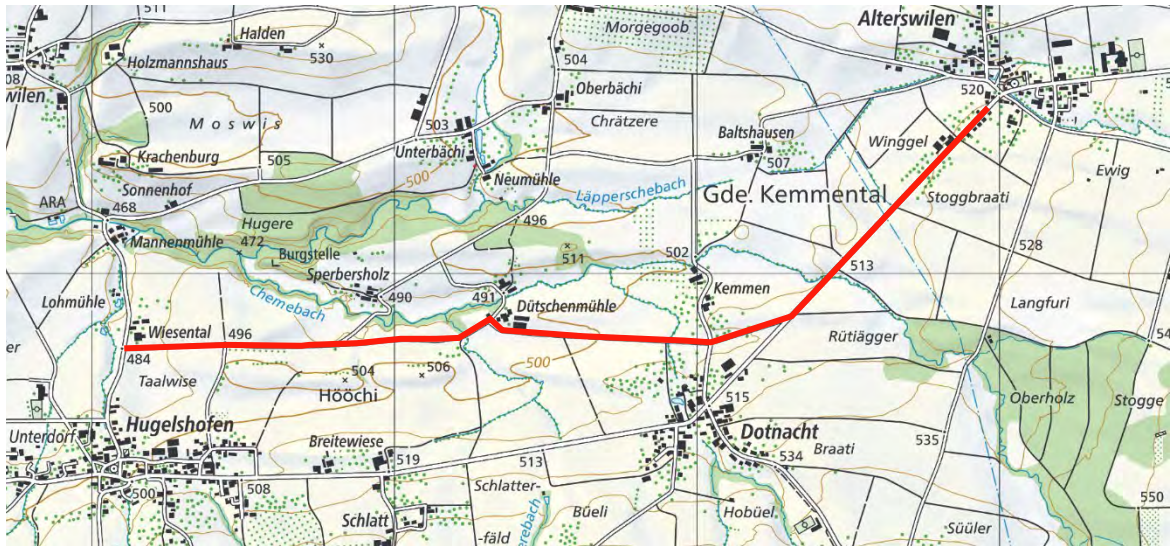 511
Halden
530
Holzmannshaus
08
wilen
500
Moswis
Krachenburg
505
Sonnenhof
ARA
468
Hugere
Mannenmühle
472
Burgstelle
Sperbersholz
490
Chemebach
Lohmühle
Wiesental
496
484
Taalwise
504
506
Hööchi
Unterdorf
Hugelshofen
Breitewiese
519
500
508
Schlatt
Morgegoob
504
Oberbächi
Chrätzere
503
Unterbächi
500
Neumühle
Läpperschebach
496
511
491
Dütschenmühle
500
513
Schlatter-
-fäld
Büeli
Alterswilen
520
Baltshausen
507
Winggel
Gde. Kemmental
Stoggbraati
Ewig
502
Kemmen
513
528
Langfuri
Rütiägger
515
Dotnacht
534
Braati
535
Oberholz
Stogge
550
Hobüel
Süüler